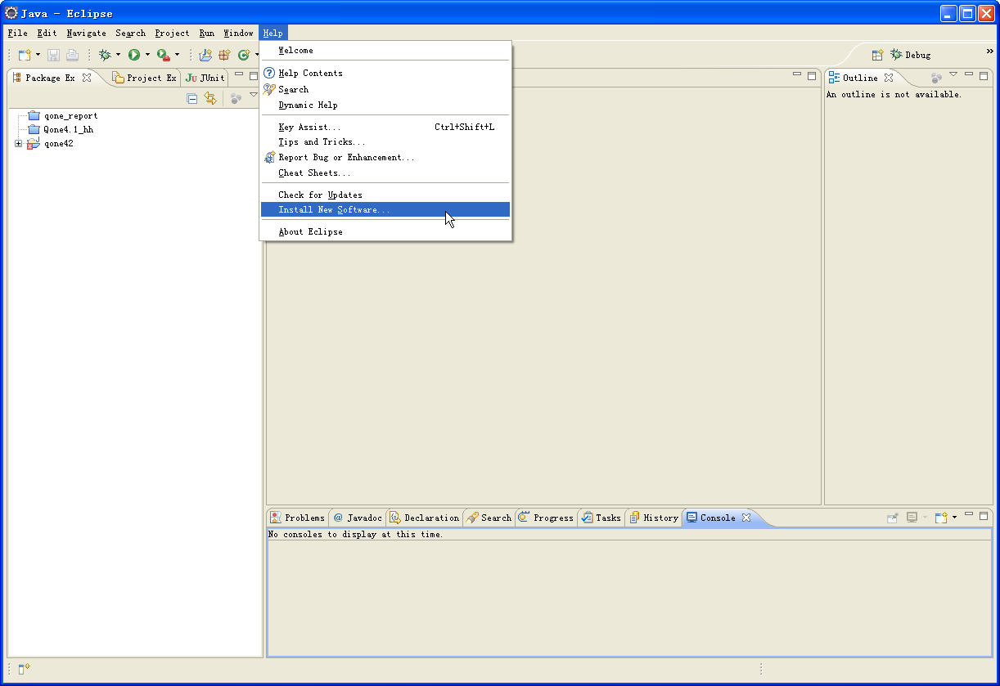 Java - Eclipse
File Edit Navigate Search Project Run Window Help
Debug
Welcome
Help Contents
Search
Dynamic Help
Key Assist... Ctrl+Shift+L
Tips and Tricks...
Report Bug or Enhancement...
Cheat Sheets...
Check for Updates
Install New Software...
About Eclipse
Package Ex Project Ex Ju JUnit
qone_report
Qone4.1_hh
qone42
Outline
An outline is not available.
Problems @ Javadoc Declaration Search Progress Tasks History Console
No consoles to display at this time.